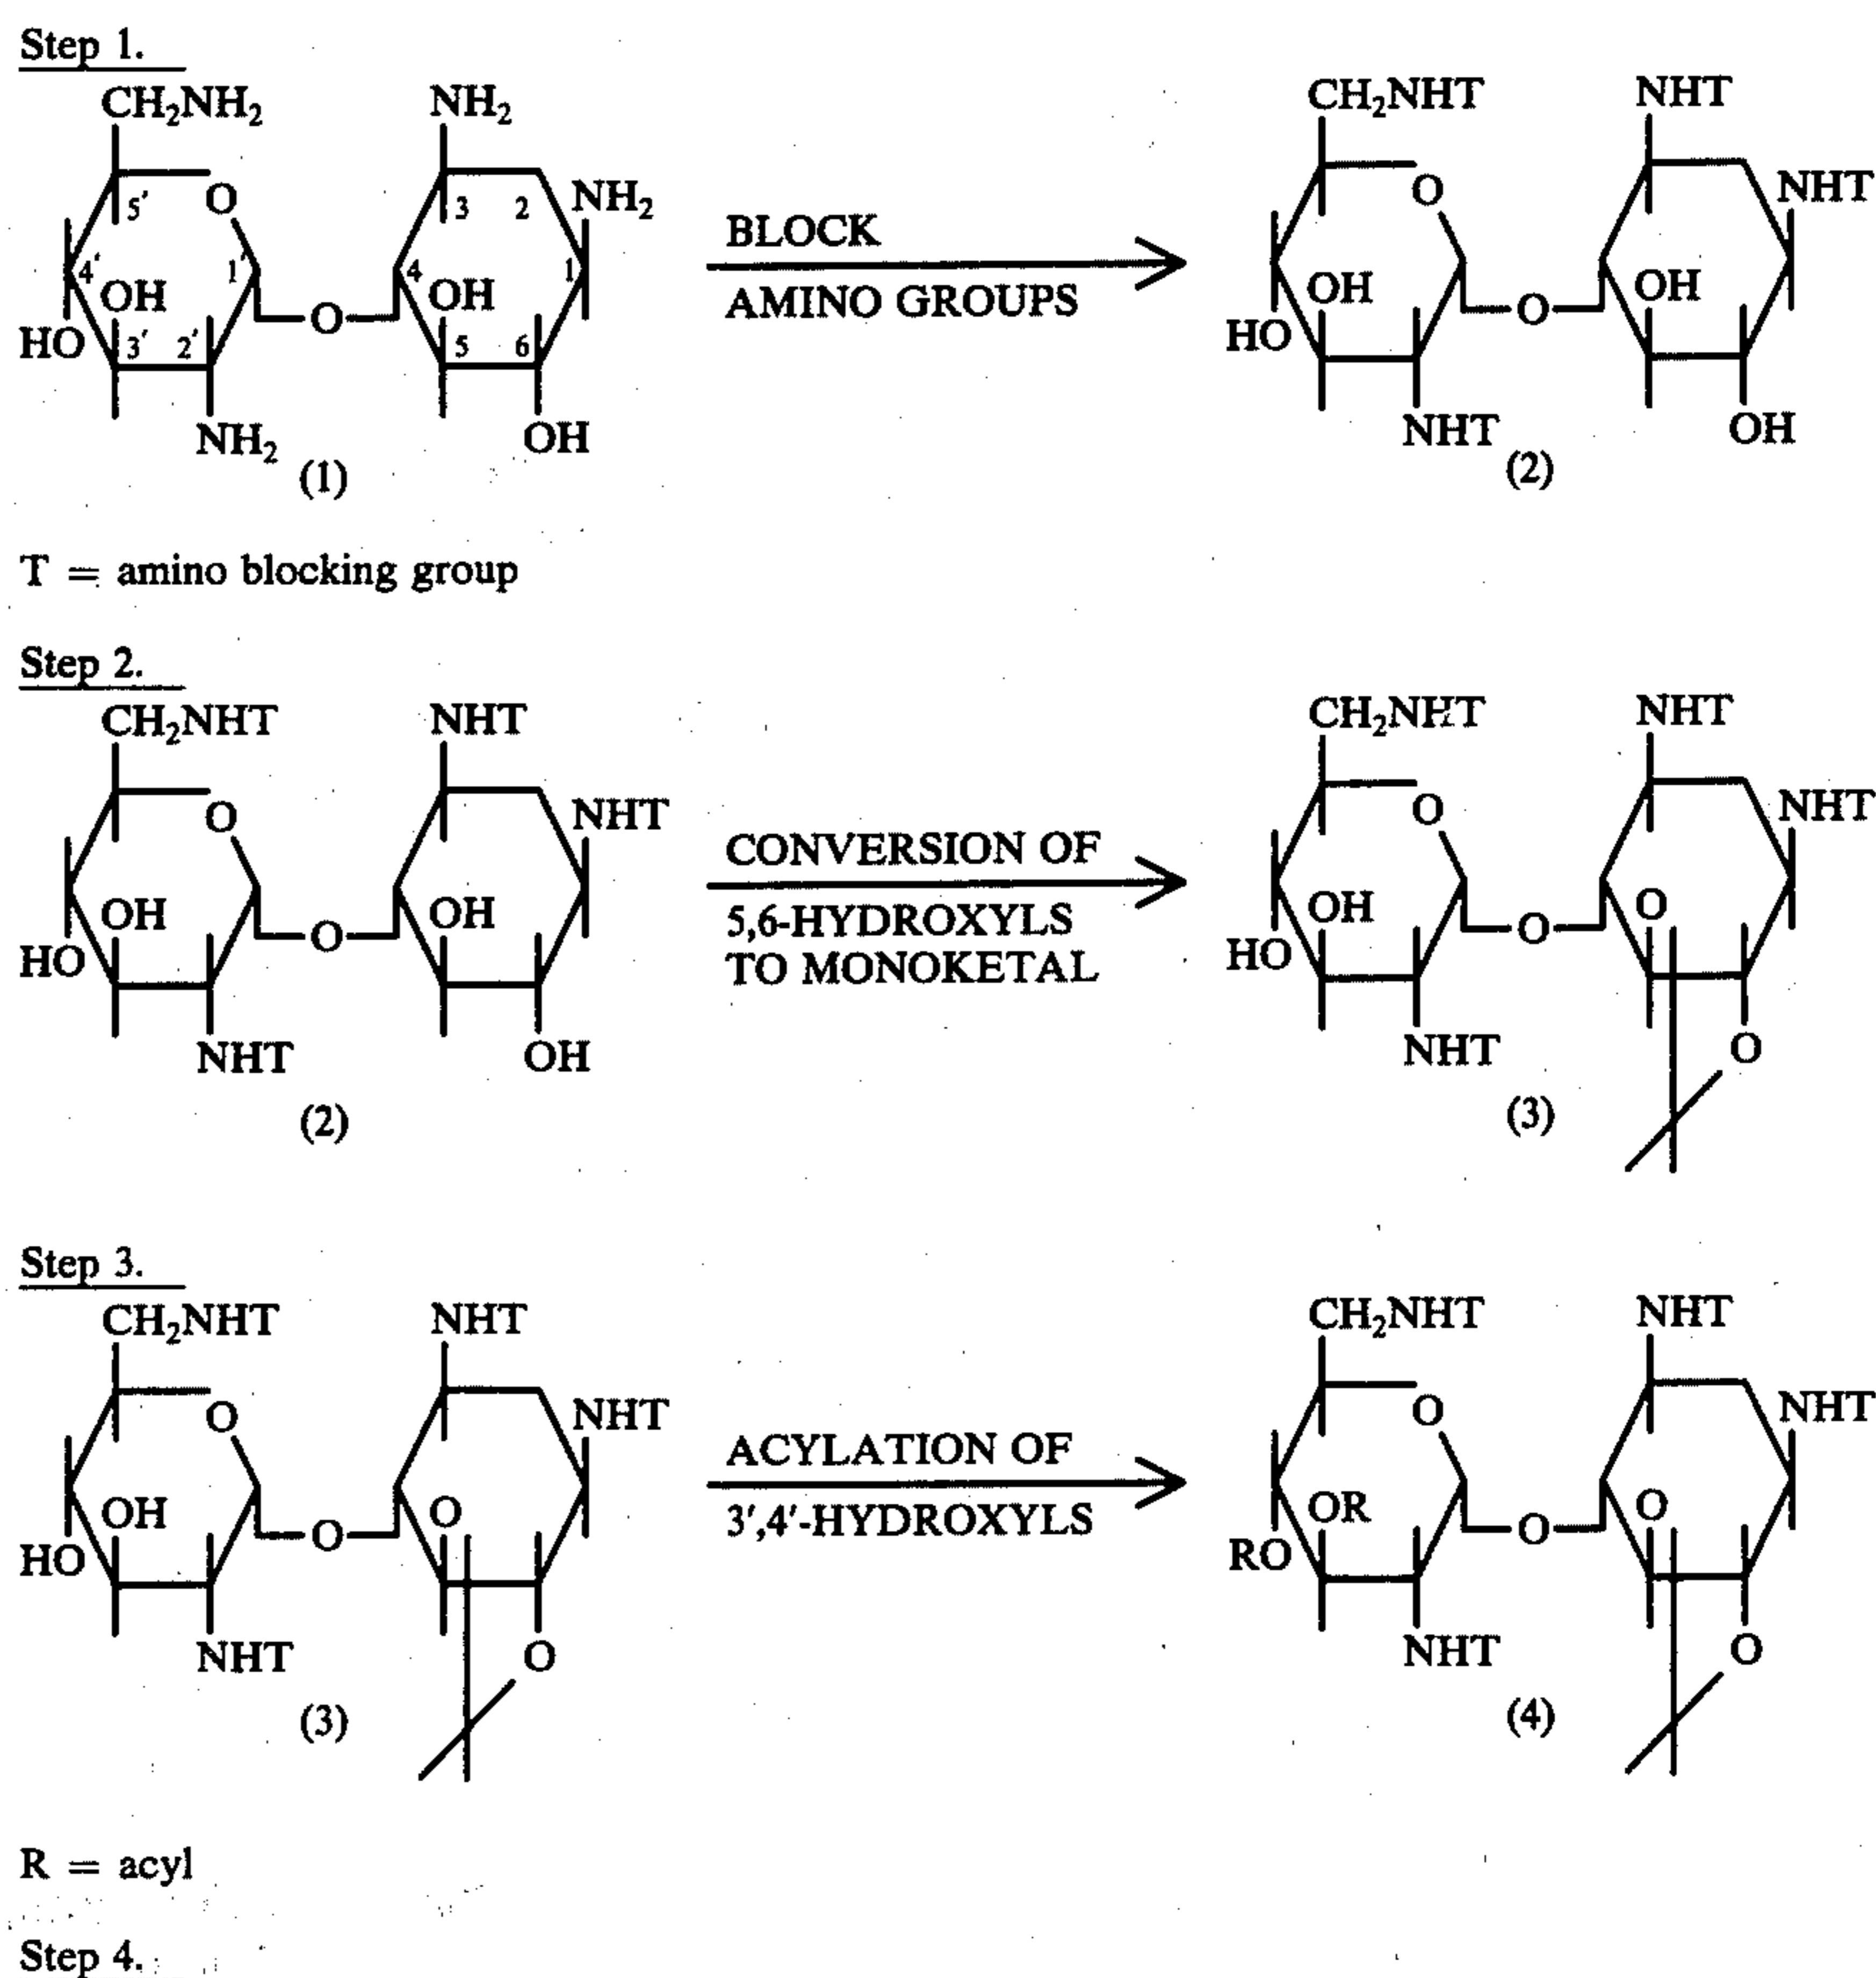 Step 1.
CH₂NH₂ NH₂ CH₂NHT NHT
5' O 3 2 NH₂ O NHT
BLOCK
4' OH 1' 4 OH 1 OH OH
AMINO GROUPS
HO 3' 2' O 5 6 HO O
NH₂ OH NHT OH
(1) (2)
T = amino blocking group
Step 2.
CH₂NHT NHT CH₂NHT NHT
O NHT O NHT
CONVERSION OF
OH OH 5,6-HYDROXYLS OH O
HO O TO MONOKETAL HO O
NHT OH NHT O
(2) (3)
Step 3.
CH₂NHT NHT CH₂NHT NHT
O NHT O NHT
ACYLATION OF
OH O 3',4'-HYDROXYLS OR O
HO O RO O
NHT O NHT O
(3) (4)
R = acyl
Step 4.